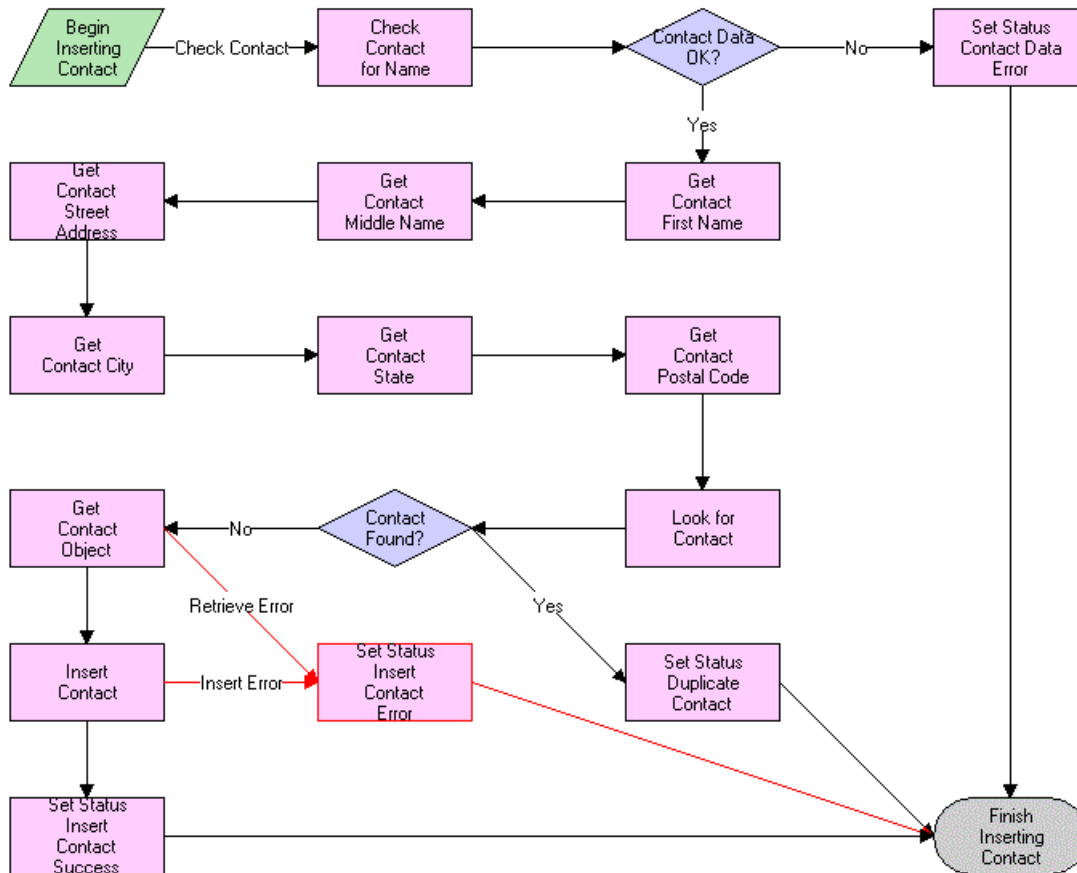 Begin
Inserting
Contact
Check Contact
Check
Contact
for Name
Contact Data
OK?
No
Set Status
Contact Data
Error
Yes
Get
Contact
Street
Address
Get
Contact
Middle Name
Get
Contact
First Name
Get
Contact City
Get
Contact
State
Get
Contact
Postal Code
Get
Contact
Object
No
Contact
Found?
Look for
Contact
Retrieve Error
Yes
Insert
Contact
Insert Error
Set Status
Insert
Contact
Error
Set Status
Duplicate
Contact
Set Status
Insert
Contact
Success
Finish
Inserting
Contact